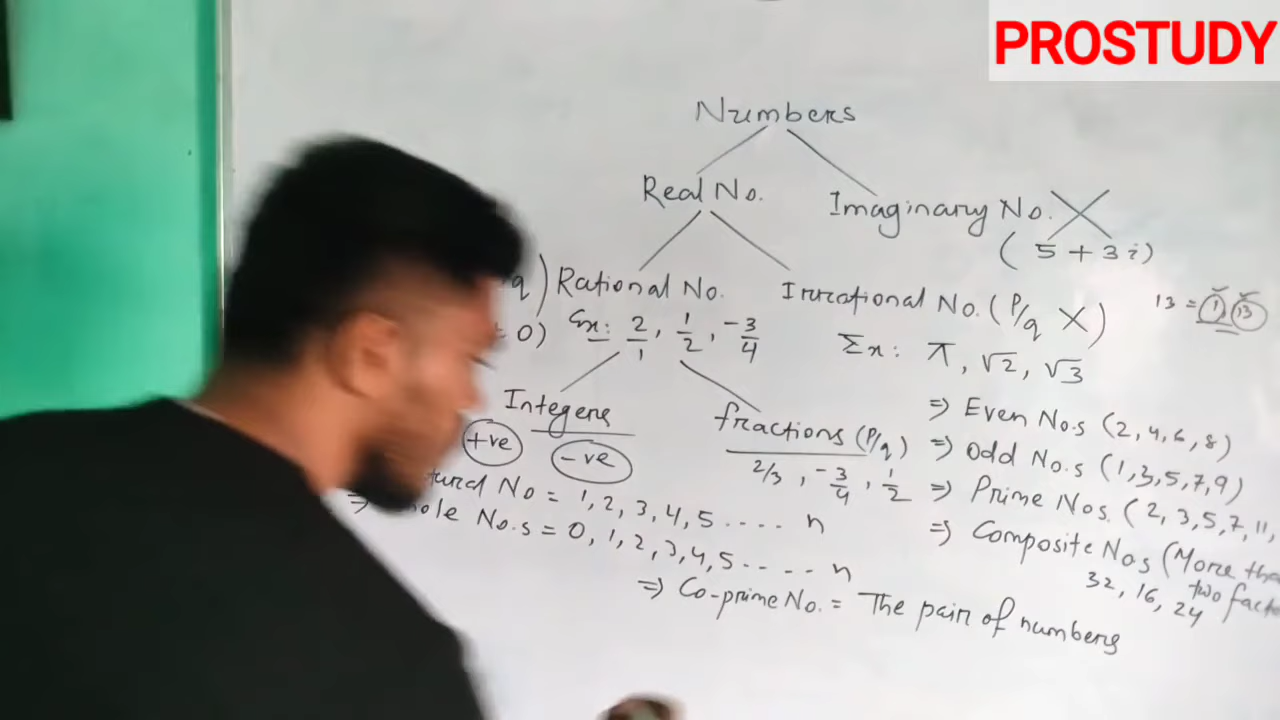 PROSTUDY
Numbers
Real No. Imaginary No.
(5+3i)
q) Rational No. Irrational No. (P/q X) 13 = 1, 13
0) Ex: 2/1, 1/2, -3/4 Ex: π, √2, √3
Integers fractions (P/q)
+ve -ve 2/3, -3/4, 1/2
⇒ Even No.s (2, 4, 6, 8)
⇒ Odd No.s (1, 3, 5, 7, 9)
⇒ Prime Nos. (2, 3, 5, 7, 11,
⇒ Composite Nos (More
two
32, 16, 24
No = 1, 2, 3, 4, 5 .... n
⇒ No.s = 0, 1, 2, 3, 4, 5 ..... n
⇒ Co-prime No. = The pair of numbers